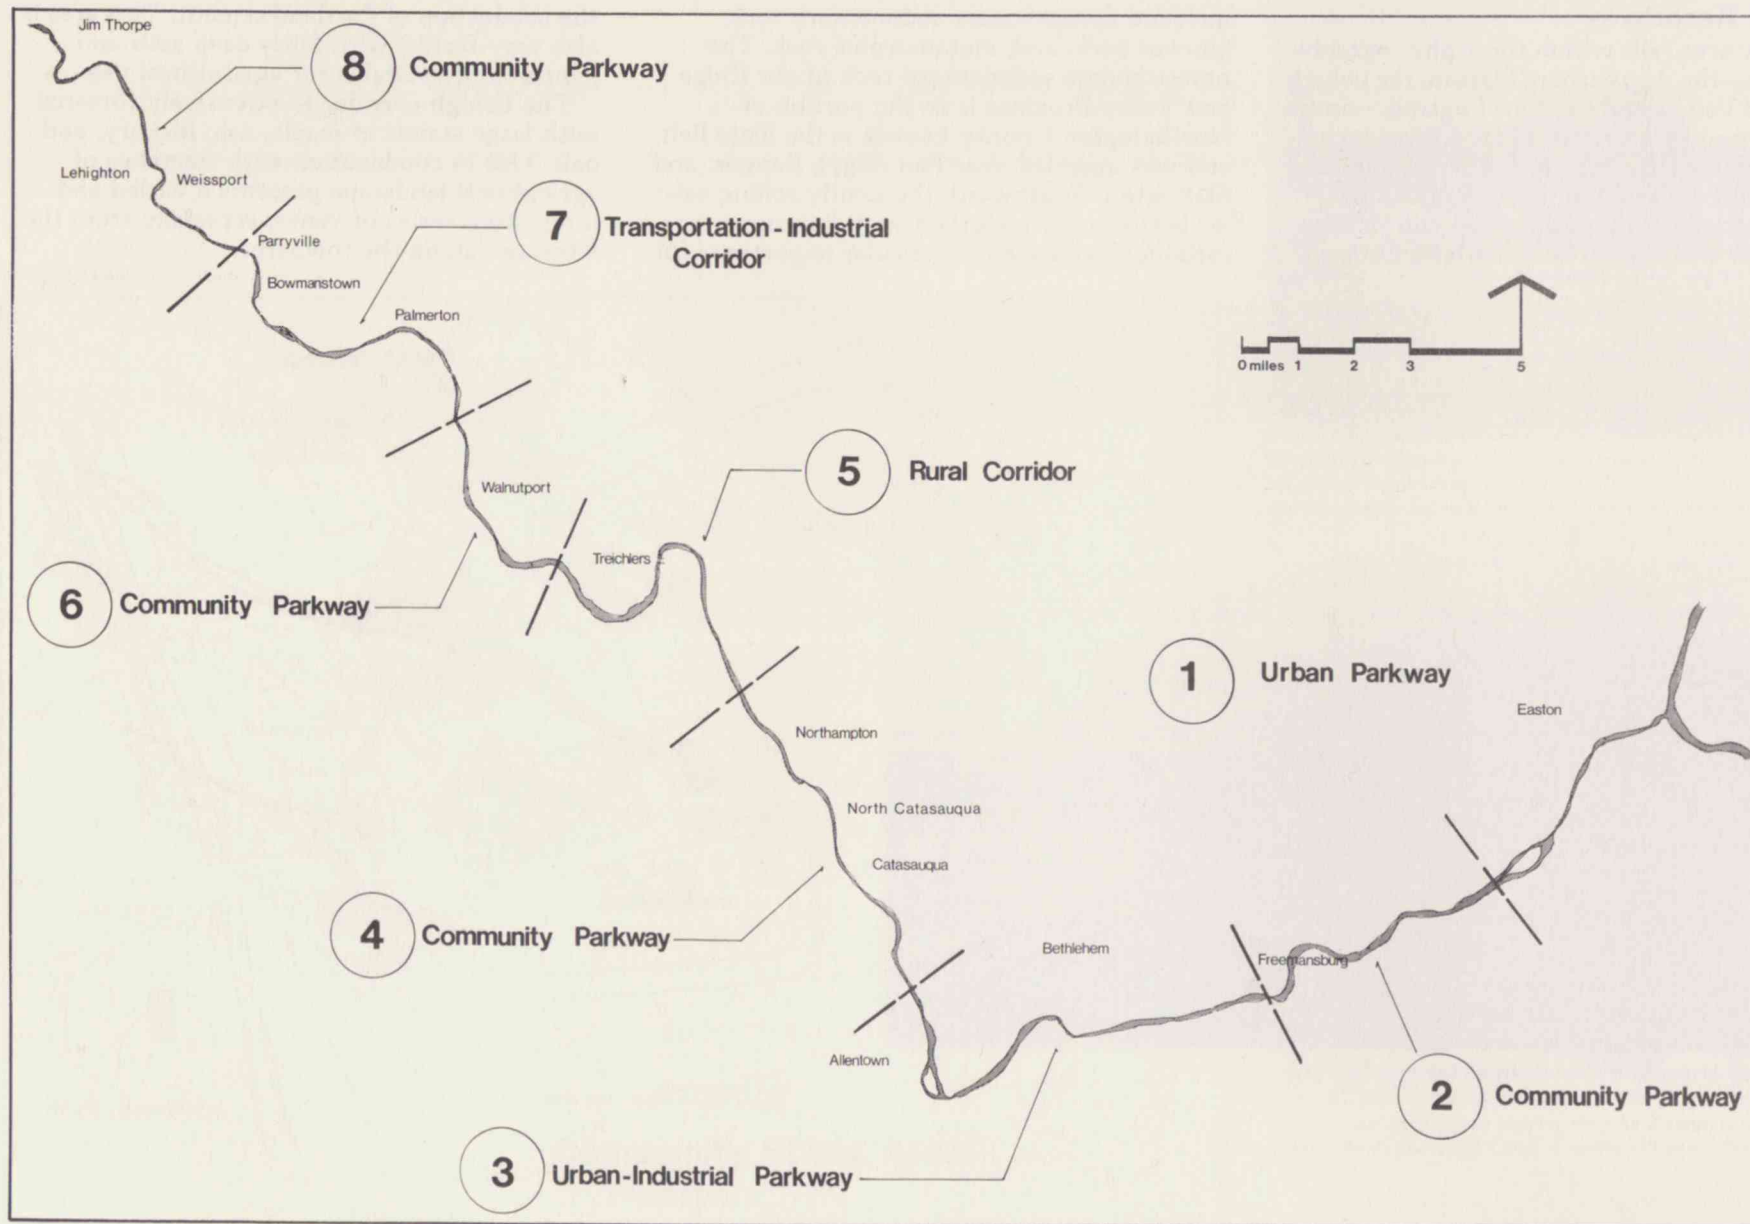 Jim Thorpe
8 Community Parkway
Lehighton
Weissport
7 Transportation - Industrial
Corridor
Parryville
Bowmanstown
Palmerton
0 miles 1 2 3 5
5 Rural Corridor
Walnutport
Treichlers
6 Community Parkway
1 Urban Parkway
Easton
Northampton
North Catasauqua
Catasauqua
4 Community Parkway
Bethlehem
Freemansburg
Allentown
2 Community Parkway
3 Urban-Industrial Parkway